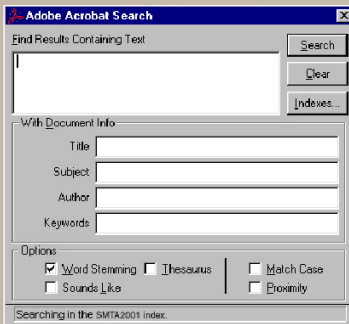 Adobe Acrobat Search
Find Results Containing Text
Search
Clear
Indexes...
With Document Info
Title
Subject
Author
Keywords
Options
Word Stemming Thesaurus Match Case
Sounds Like Proximity
Searching in the SMTA2001 index.